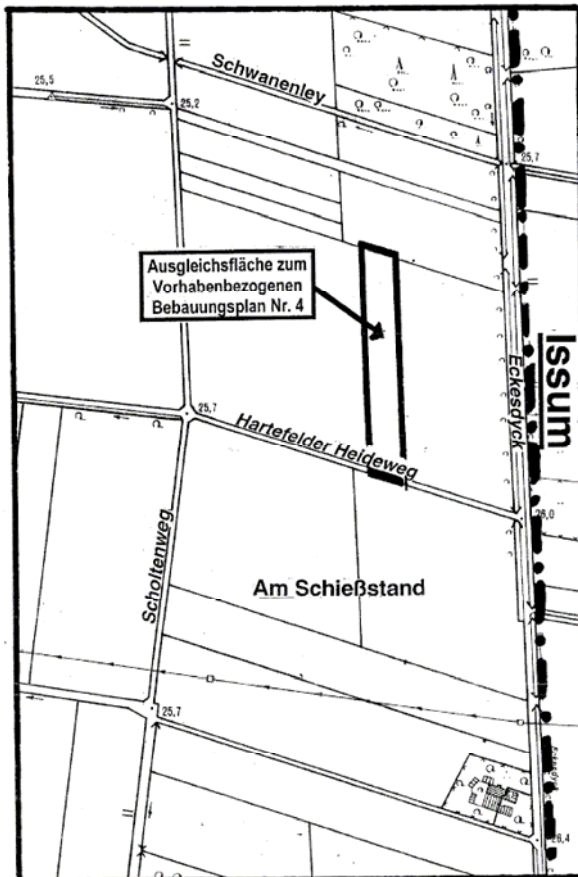 Schwanenley
25,5
25,2
25,7
Ausgleichsfläche zum
Vorhabenbezogenen
Bebauungsplan Nr. 4
Issum
Eckesdyck
25,7
Hartefelder Heideweg
26,0
Scholtenweg
Am Schießstand
25,7
26,4